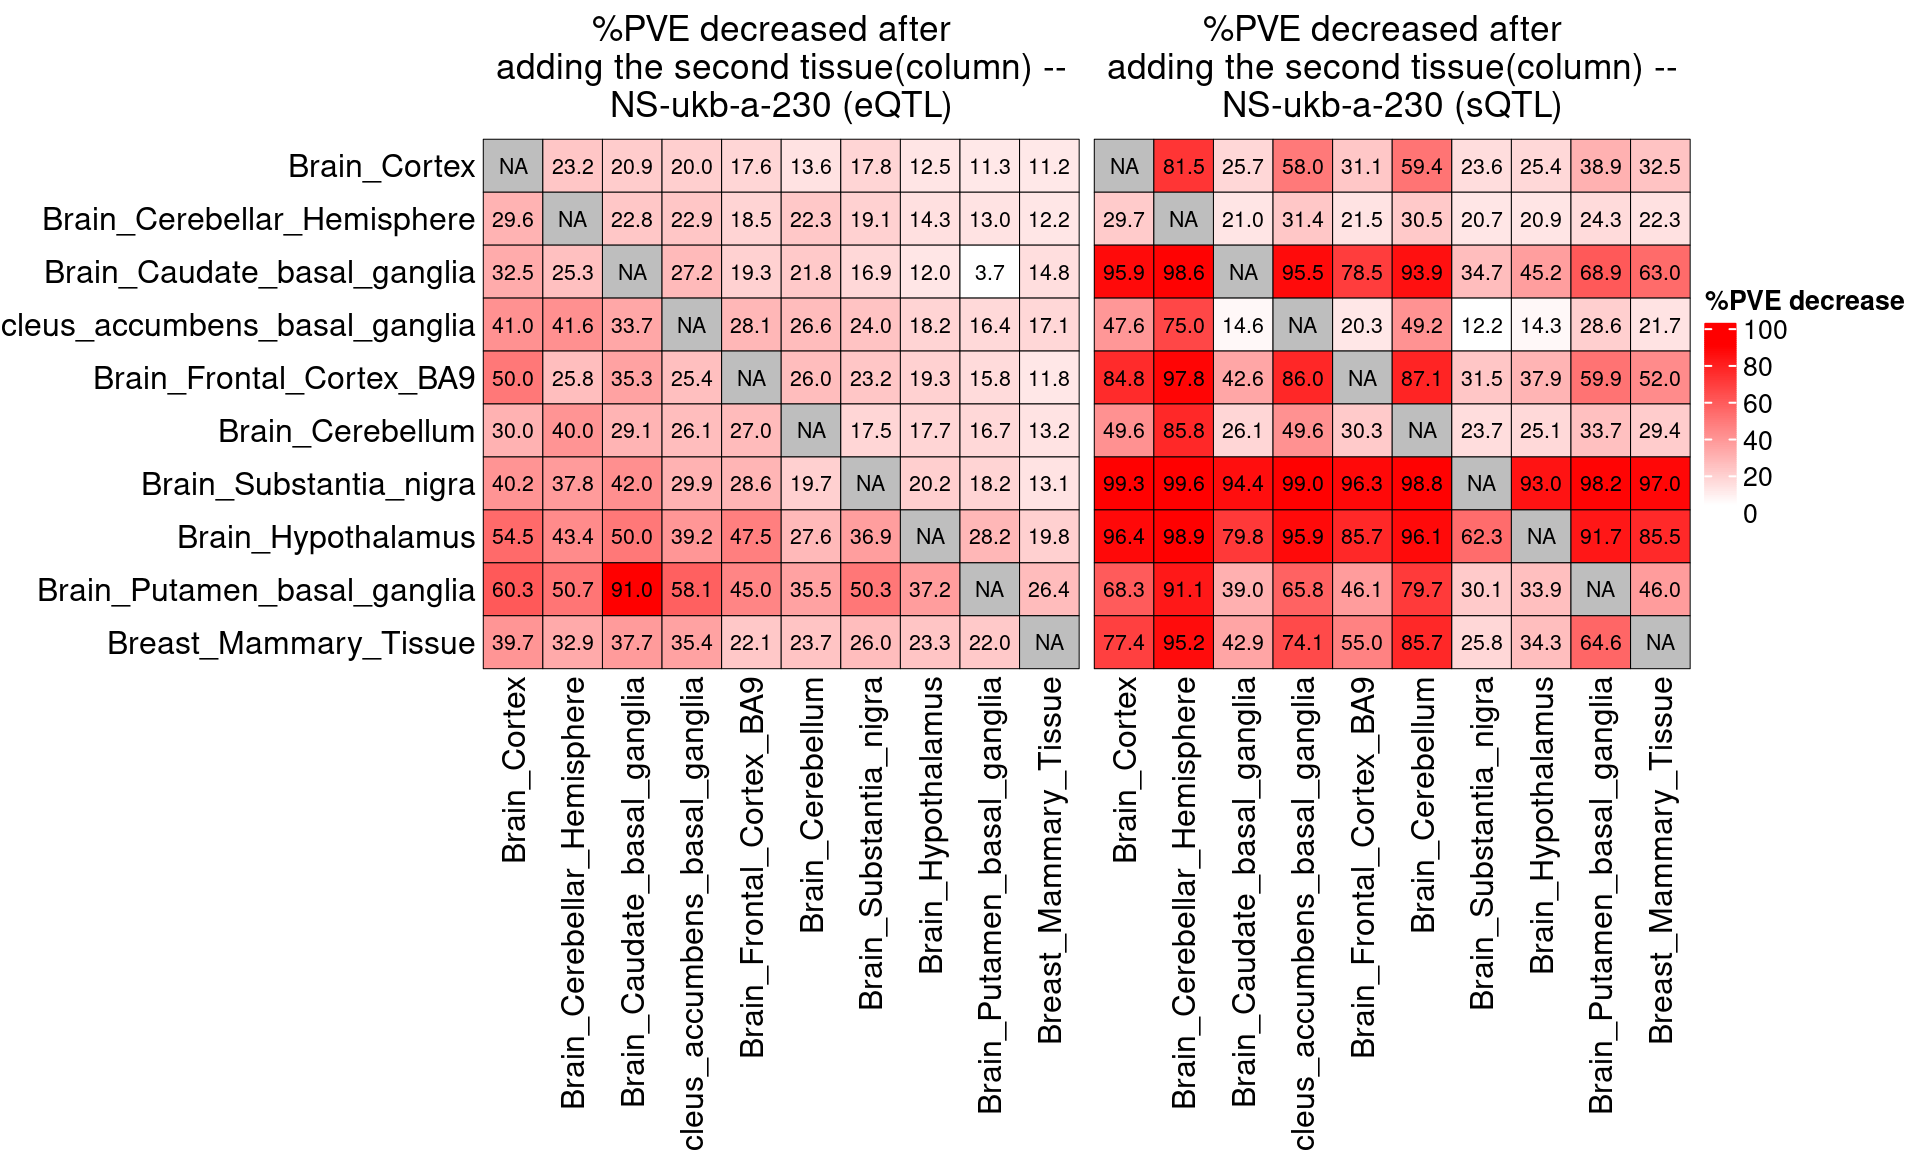 %PVE decreased after
adding the second tissue(column) --
NS-ukb-a-230 (eQTL)
%PVE decreased after
adding the second tissue(column) --
NS-ukb-a-230 (sQTL)
Brain_Cortex NA 23.2 20.9 20.0 17.6 13.6 17.8 12.5 11.3 11.2 NA 81.5 25.7 58.0 31.1 59.4 23.6 25.4 38.9 32.5
Brain_Cerebellar_Hemisphere 29.6 NA 22.8 22.9 18.5 22.3 19.1 14.3 13.0 12.2 29.7 NA 21.0 31.4 21.5 30.5 20.7 20.9 24.3 22.3
Brain_Caudate_basal_ganglia 32.5 25.3 NA 27.2 19.3 21.8 16.9 12.0 3.7 14.8 95.9 98.6 NA 95.5 78.5 93.9 34.7 45.2 68.9 63.0
cleus_accumbens_basal_ganglia 41.0 41.6 33.7 NA 28.1 26.6 24.0 18.2 16.4 17.1 47.6 75.0 14.6 NA 20.3 49.2 12.2 14.3 28.6 21.7
Brain_Frontal_Cortex_BA9 50.0 25.8 35.3 25.4 NA 26.0 23.2 19.3 15.8 11.8 84.8 97.8 42.6 86.0 NA 87.1 31.5 37.9 59.9 52.0
Brain_Cerebellum 30.0 40.0 29.1 26.1 27.0 NA 17.5 17.7 16.7 13.2 49.6 85.8 26.1 49.6 30.3 NA 23.7 25.1 33.7 29.4
Brain_Substantia_nigra 40.2 37.8 42.0 29.9 28.6 19.7 NA 20.2 18.2 13.1 99.3 99.6 94.4 99.0 96.3 98.8 NA 93.0 98.2 97.0
Brain_Hypothalamus 54.5 43.4 50.0 39.2 47.5 27.6 36.9 NA 28.2 19.8 96.4 98.9 79.8 95.9 85.7 96.1 62.3 NA 91.7 85.5
Brain_Putamen_basal_ganglia 60.3 50.7 91.0 58.1 45.0 35.5 50.3 37.2 NA 26.4 68.3 91.1 39.0 65.8 46.1 79.7 30.1 33.9 NA 46.0
Breast_Mammary_Tissue 39.7 32.9 37.7 35.4 22.1 23.7 26.0 23.3 22.0 NA 77.4 95.2 42.9 74.1 55.0 85.7 25.8 34.3 64.6 NA
Brain_Cortex
Brain_Cerebellar_Hemisphere
Brain_Caudate_basal_ganglia
cleus_accumbens_basal_ganglia
Brain_Frontal_Cortex_BA9
Brain_Cerebellum
Brain_Substantia_nigra
Brain_Hypothalamus
Brain_Putamen_basal_ganglia
Breast_Mammary_Tissue
Brain_Cortex
Brain_Cerebellar_Hemisphere
Brain_Caudate_basal_ganglia
cleus_accumbens_basal_ganglia
Brain_Frontal_Cortex_BA9
Brain_Cerebellum
Brain_Substantia_nigra
Brain_Hypothalamus
Brain_Putamen_basal_ganglia
Breast_Mammary_Tissue
%PVE decrease
100
80
60
40
20
0